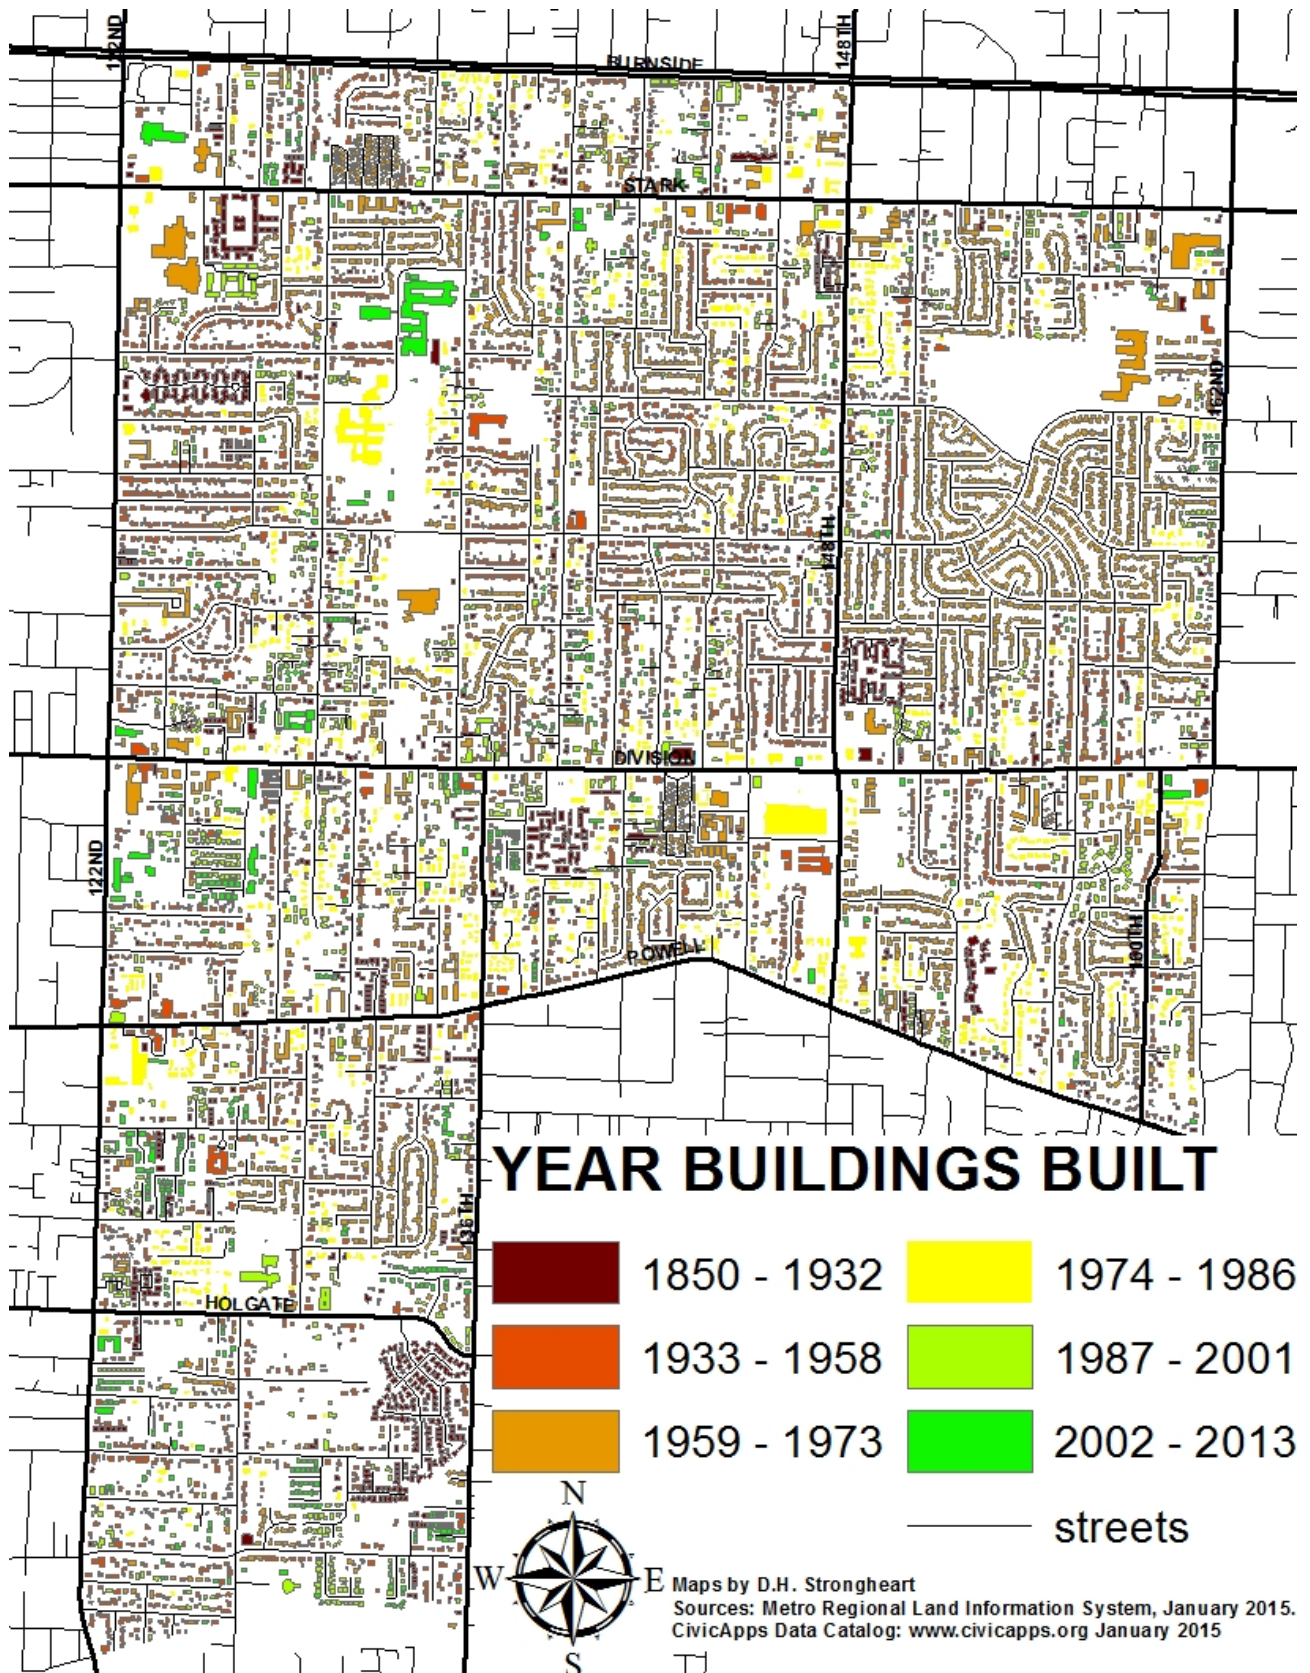 122ND
BURNSIDE
148TH
STARK
162ND
148TH
DIVISION
122ND
POWELL
160TH
136TH
HOLGATE
YEAR BUILDINGS BUILT
1850 - 1932
1974 - 1986
1933 - 1958
1987 - 2001
1959 - 1973
2002 - 2013
streets
N
W
E
S
Maps by D.H. Strongheart
Sources: Metro Regional Land Information System, January 2015.
CivicApps Data Catalog: www.civicapps.org January 2015